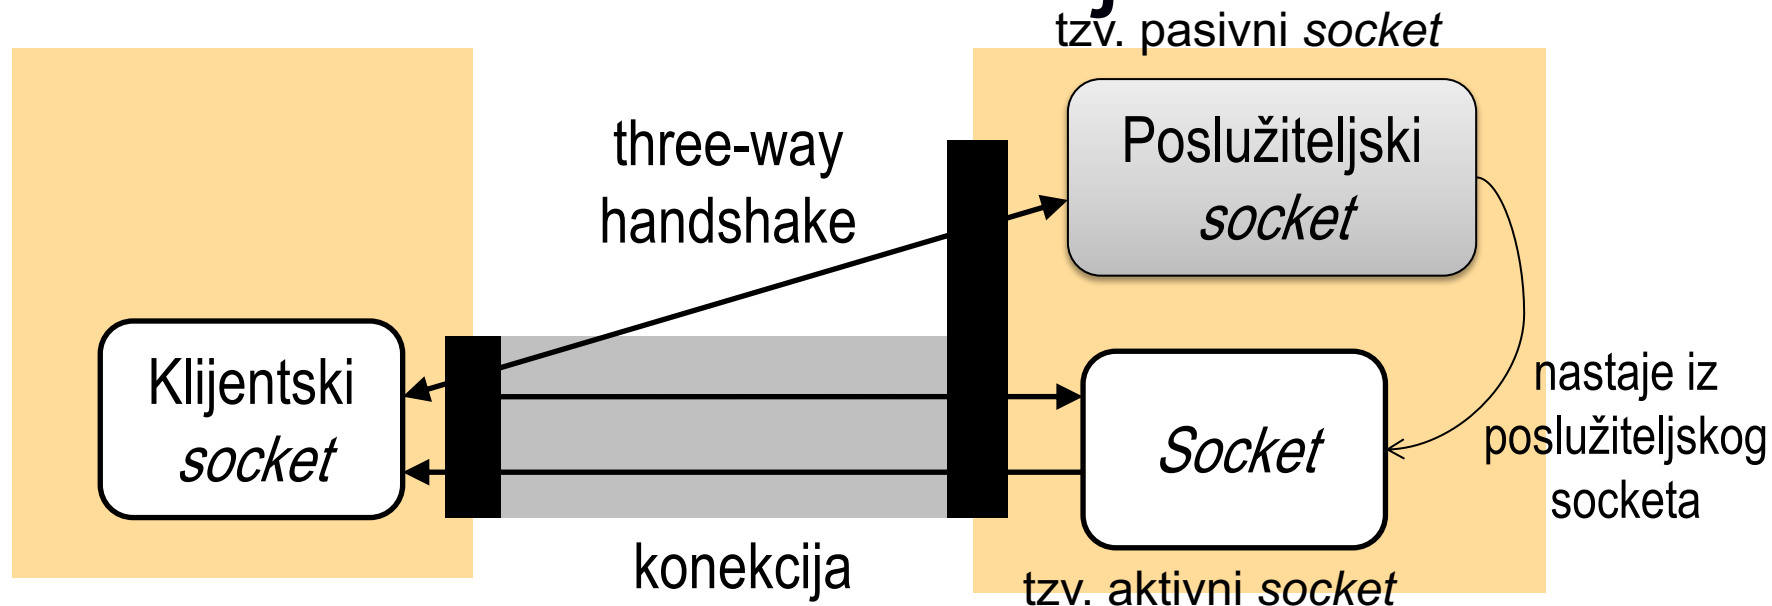 tzv. pasivni socket
three-way
handshake
Poslužiteljski
socket
Klijentski
socket
Socket
nastaje iz
poslužiteljskog
socketa
konekcija
tzv. aktivni socket